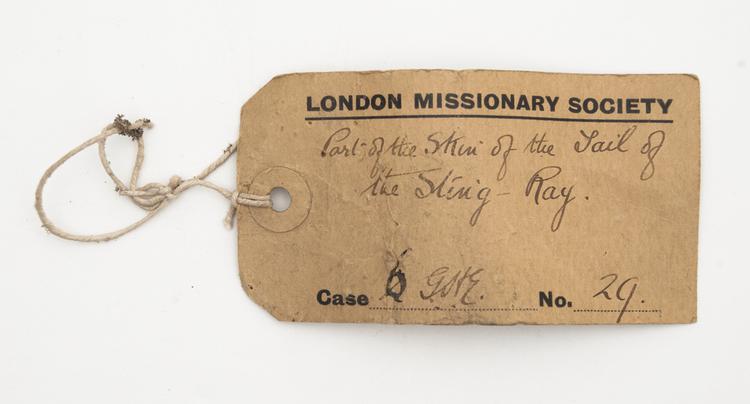 LONDON MISSIONARY SOCIETY
Part of the Skin of the Tail of
the Sting-Ray.
Case Q No. 29.